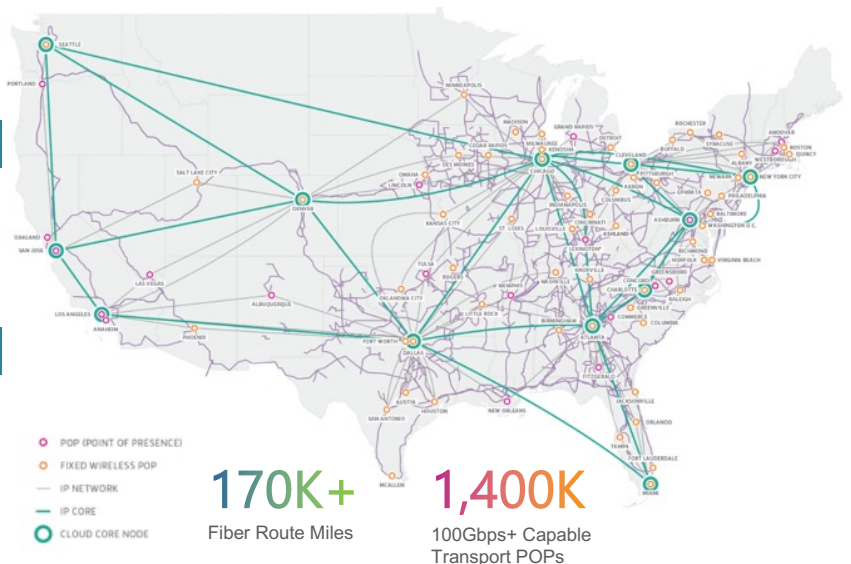 SEATTLE
PORTLAND
MINNEAPOLIS
MADISON
GRAND RAPIDS
ROCHESTER
ANDOVER
MILWAUKEE
DETROIT
SYRACUSE
BOSTON
CEDAR RAPIDS
KENOSHA
BUFFALO
ALBANY
WESTBOROUGH
QUINCY
CLEVELAND
DES MOINES
CHICAGO
PITTSBURGH
NEWARK
NEW YORK CITY
SALT LAKE CITY
OMAHA
LINCOLN
AKRON
EPHRATA
PHILADELPHIA
DENVER
INDIANAPOLIS
COLUMBUS
BALTIMORE
KANSAS CITY
ST. LOUIS
LOUISVILLE
CINCINNATI
ASHLAND
ASHBURN
WASHINGTON D.C.
OAKLAND
SAN JOSE
LEXINGTON
RICHMOND
NORFOLK
VIRGINIA BEACH
LAS VEGAS
TULSA
ROGERS
NASHVILLE
KNOXVILLE
CONCORD
GREENSBORO
ALBUQUERQUE
OKLAHOMA CITY
MEMPHIS
CHARLOTTE
RALEIGH
LOS ANGELES
LITTLE ROCK
GREENVILLE
ANAHEIM
BIRMINGHAM
COMMERCE
COLUMBIA
PHOENIX
FORT WORTH
DALLAS
ATLANTA
FITZGERALD
AUSTIN
HOUSTON
NEW ORLEANS
JACKSONVILLE
SAN ANTONIO
ORLANDO
TAMPA
FORT LAUDERDALE
MCALLEN
MIAMI
POP (POINT OF PRESENCE)
FIXED WIRELESS POP
IP NETWORK
IP CORE
CLOUD CORE NODE
170K+
Fiber Route Miles
1,400K
100Gbps+ Capable
Transport POPs